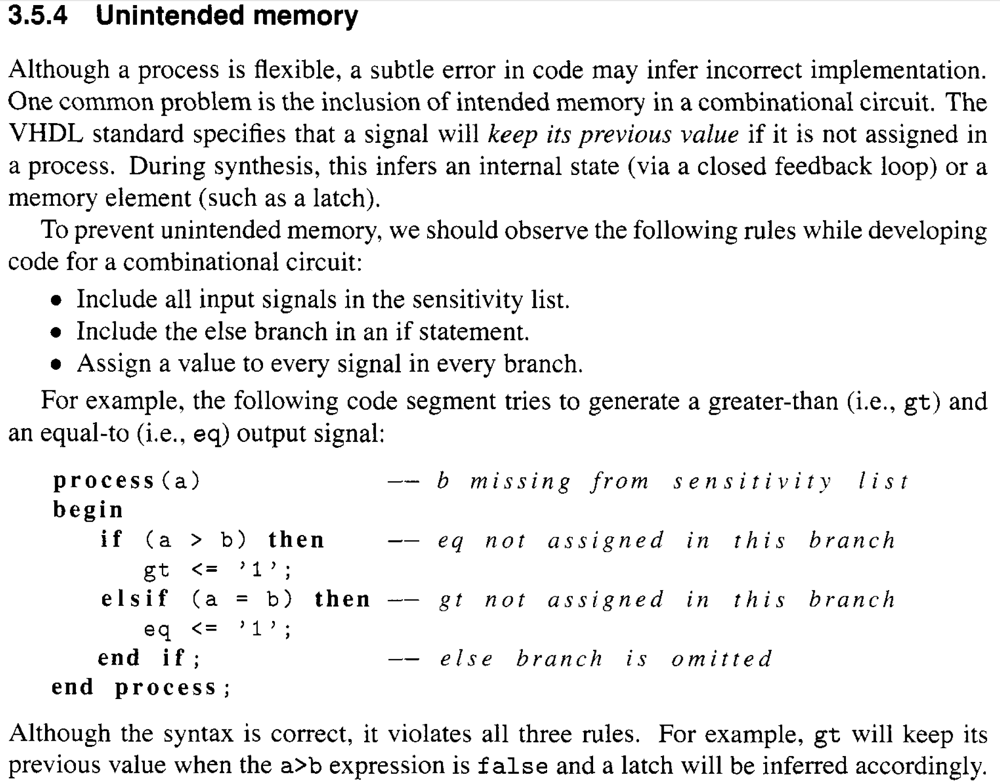 3.5.4 Unintended memory
Although a process is flexible, a subtle error in code may infer incorrect implementation.
One common problem is the inclusion of intended memory in a combinational circuit. The
VHDL standard specifies that a signal will keep its previous value if it is not assigned in
a process. During synthesis, this infers an internal state (via a closed feedback loop) or a
memory element (such as a latch).
To prevent unintended memory, we should observe the following rules while developing
code for a combinational circuit:
• Include all input signals in the sensitivity list.
• Include the else branch in an if statement.
• Assign a value to every signal in every branch.
For example, the following code segment tries to generate a greater-than (i.e., gt) and
an equal-to (i.e., eq) output signal:
process(a) -- b missing from sensitivity list
begin
if (a > b) then -- eq not assigned in this branch
gt <= '1';
elsif (a = b) then -- gt not assigned in this branch
eq <= '1';
end if; -- else branch is omitted
end process;
Although the syntax is correct, it violates all three rules. For example, gt will keep its
previous value when the a>b expression is false and a latch will be inferred accordingly.